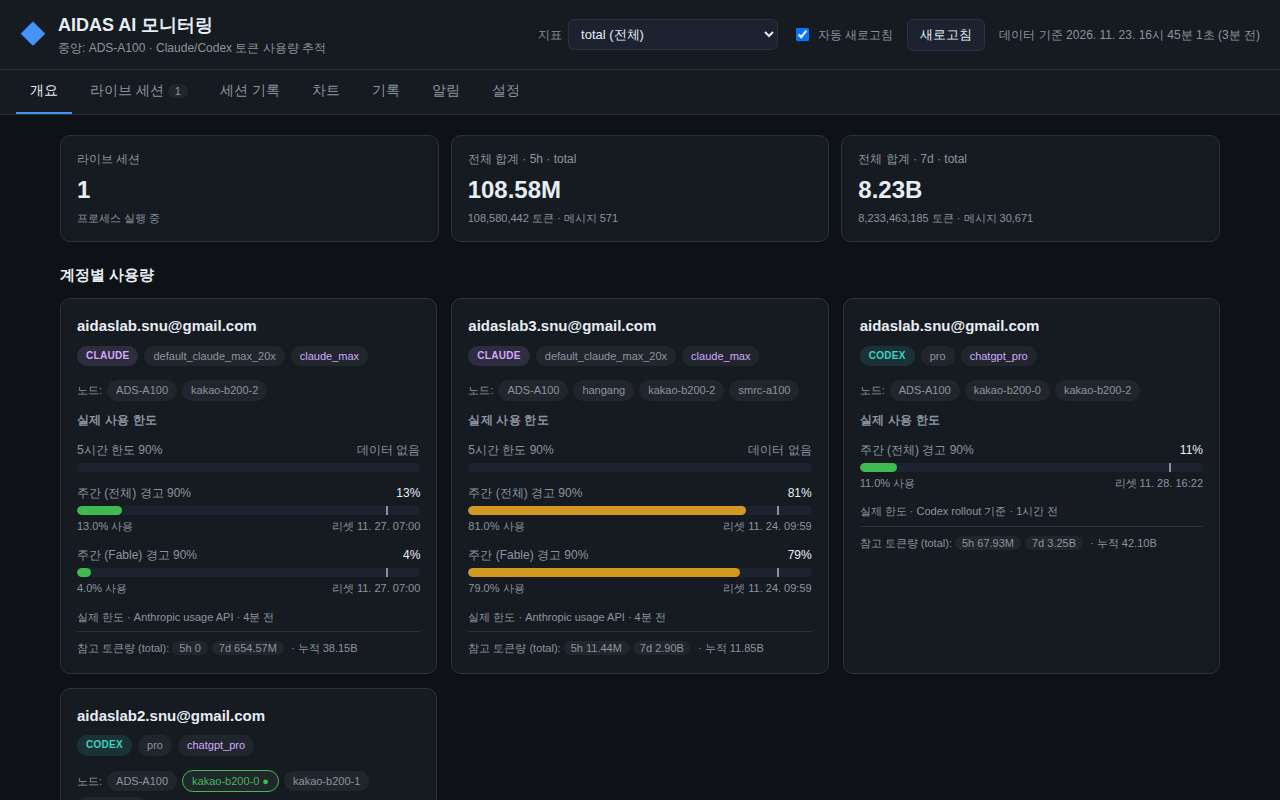 AIDAS AI 모니터링
중앙: ADS-A100 · Claude/Codex 토큰 사용량 추적
지표 total (전체) 자동 새로고침 새로고침 데이터 기준 2026. 11. 23. 16시 45분 1초 (3분 전)
개요 라이브 세션 1 세션 기록 차트 기록 알림 설정
라이브 세션
1
프로세스 실행 중
전체 합계 · 5h · total
108.58M
108,580,442 토큰 · 메시지 571
전체 합계 · 7d · total
8.23B
8,233,463,185 토큰 · 메시지 30,671
계정별 사용량
aidaslab.snu@gmail.com
CLAUDE default_claude_max_20x claude_max
노드: ADS-A100 kakao-b200-2
실제 사용 한도
5시간 한도 90% 데이터 없음
주간 (전체) 경고 90% 13%
13.0% 사용 리셋 11. 27. 07:00
주간 (Fable) 경고 90% 4%
4.0% 사용 리셋 11. 27. 07:00
실제 한도 · Anthropic usage API · 4분 전
참고 토큰량 (total): 5h 0 7d 654.57M · 누적 38.15B
aidaslab3.snu@gmail.com
CLAUDE default_claude_max_20x claude_max
노드: ADS-A100 hangang kakao-b200-2 smrc-a100
실제 사용 한도
5시간 한도 90% 데이터 없음
주간 (전체) 경고 90% 81%
81.0% 사용 리셋 11. 24. 09:59
주간 (Fable) 경고 90% 79%
79.0% 사용 리셋 11. 24. 09:59
실제 한도 · Anthropic usage API · 4분 전
참고 토큰량 (total): 5h 11.44M 7d 2.90B · 누적 11.85B
aidaslab.snu@gmail.com
CODEX pro chatgpt_pro
노드: ADS-A100 kakao-b200-0 kakao-b200-2
실제 사용 한도
주간 (전체) 경고 90% 11%
11.0% 사용 리셋 11. 28. 16:22
실제 한도 · Codex rollout 기준 · 1시간 전
참고 토큰량 (total): 5h 67.93M 7d 3.25B · 누적 42.10B
aidaslab2.snu@gmail.com
CODEX pro chatgpt_pro
노드: ADS-A100 kakao-b200-0 ● kakao-b200-1